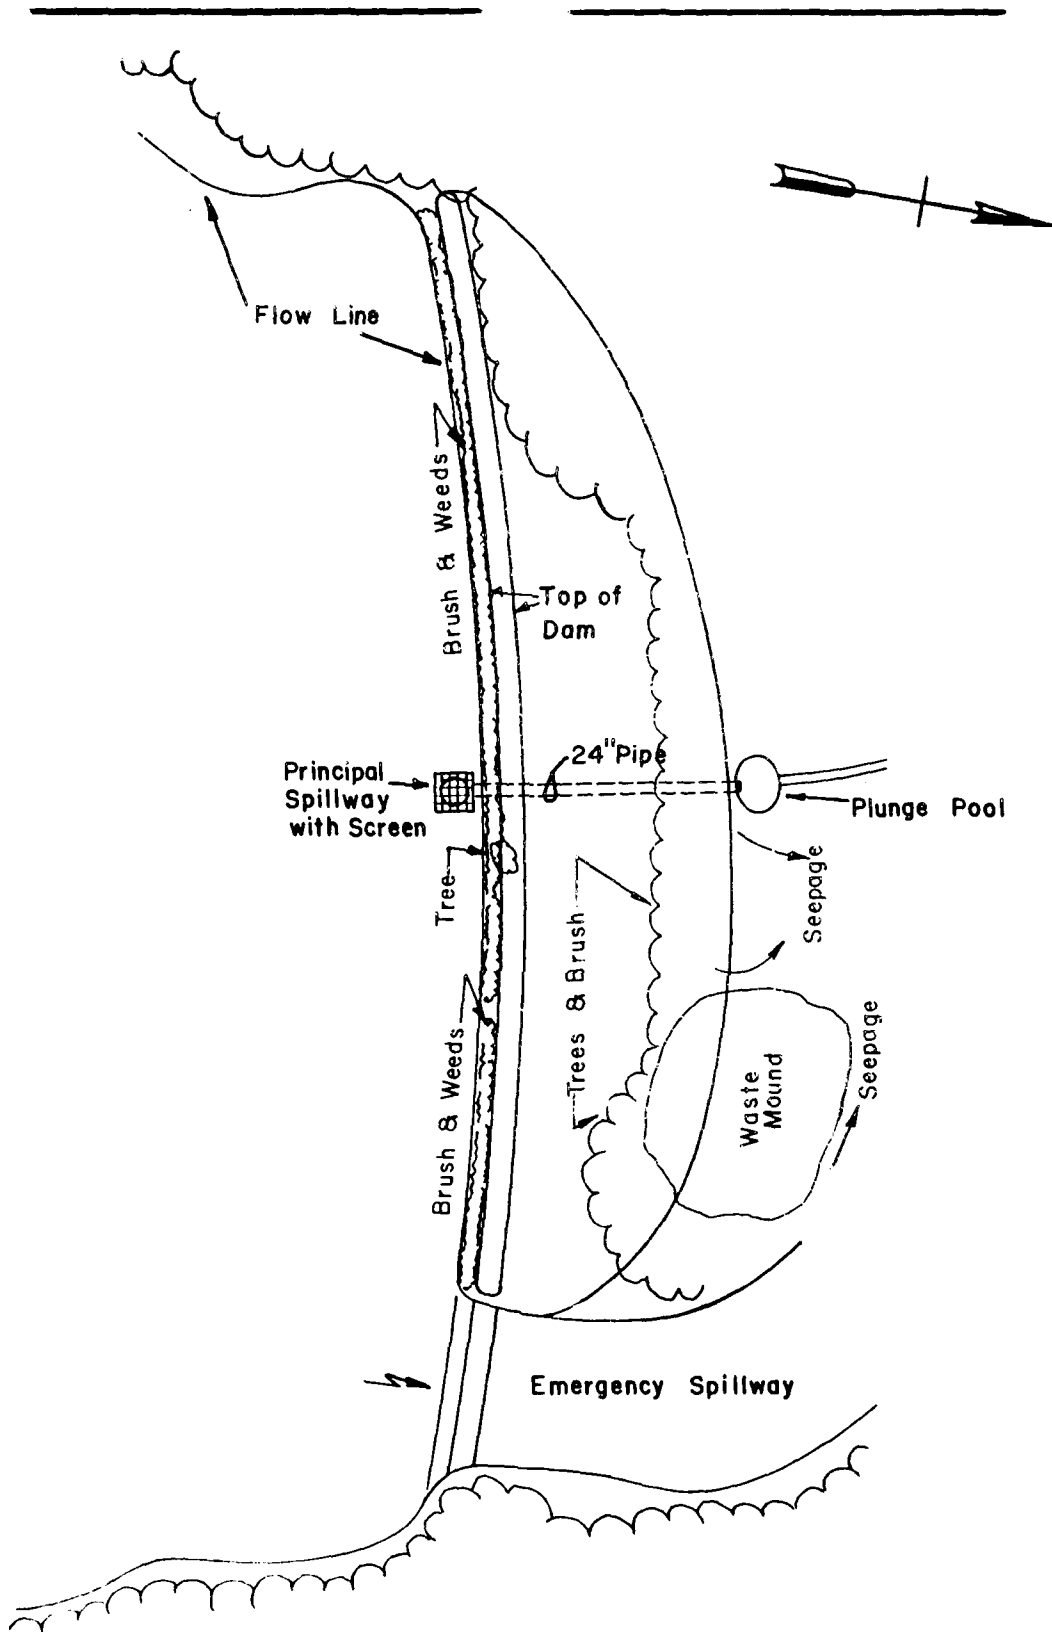 Flow Line
Brush & Weeds
Top of
Dam
24" Pipe
Principal
Spillway
with Screen
Plunge Pool
Tree
Seepage
Trees & Brush
Brush & Weeds
Waste
Mound
Seepage
Emergency Spillway